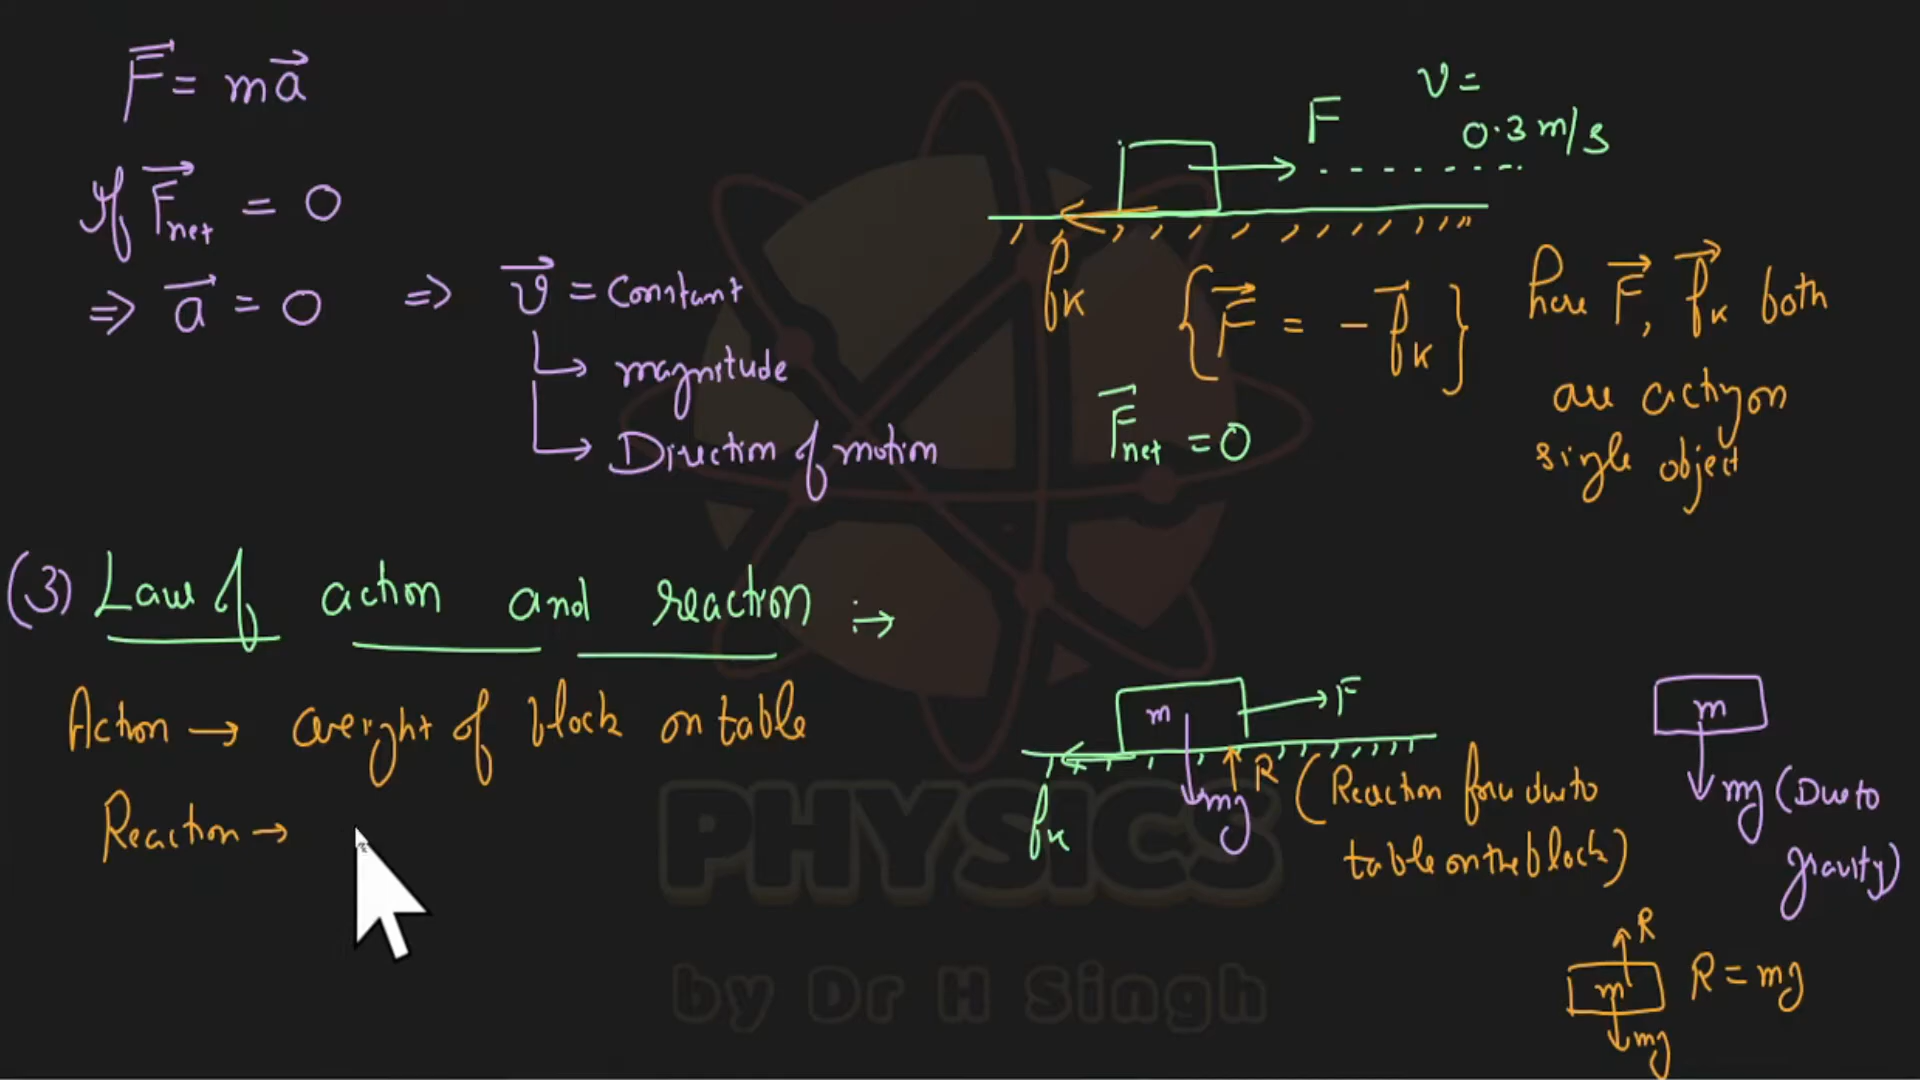 F⃗ = ma⃗
If F⃗net = 0
⇒ a⃗ = 0 ⇒ v⃗ = Constant
↳ magnitude
↳ Direction of motion
F
v =
0.3 m/s
fK
{F⃗ = -f⃗K}
F⃗net = 0
here F⃗, f⃗K both
are acting on
single object
(3) Law of action and reaction :→
Action → weight of block on table
Reaction →
m
F
fK
mg
R (Reaction force due to
table on the block)
m
mg (Due to
gravity)
R
m
mg
R = mg
PHYSICS
by Dr H Singh